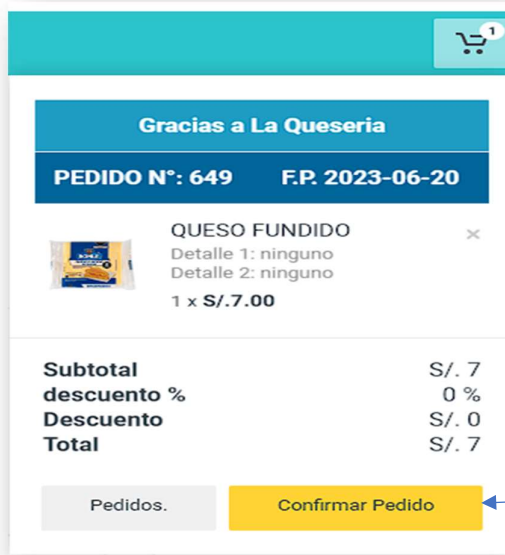 1
Gracias a La Queseria
PEDIDO N°: 649 F.P. 2023-06-20
QUESO FUNDIDO
Detalle 1: ninguno
Detalle 2: ninguno
1 x S/.7.00
×
Subtotal S/. 7
descuento % 0 %
Descuento S/. 0
Total S/. 7
Pedidos. Confirmar Pedido